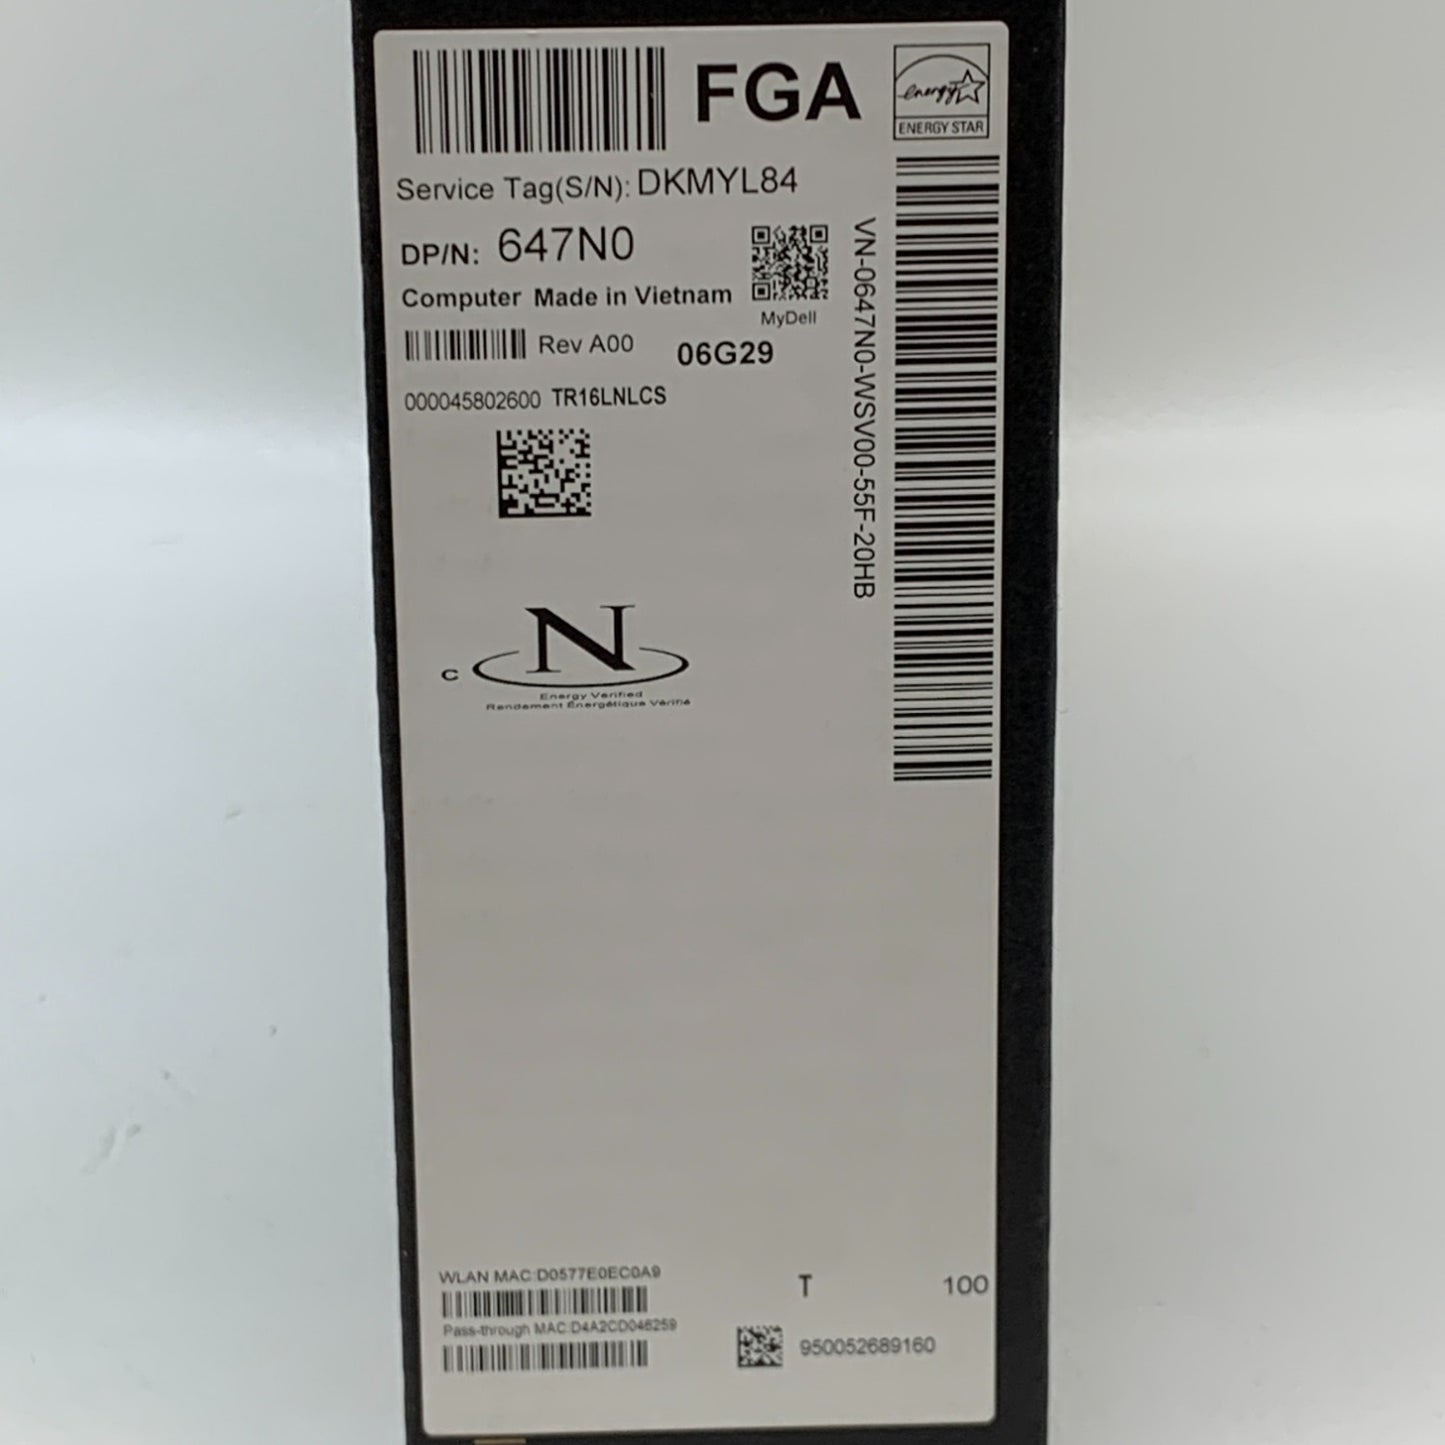 FGA
energy
ENERGY STAR
Service Tag(S/N): DKMYL84
DP/N: 647N0
Computer Made in Vietnam
MyDell
Rev A00
06G29
000045802600 TR16LNLCS
VN-0647N0-WSV00-55F-20HB
C
N
Energy Verified
Rendement Énergétique Vérifié
WLAN MAC:D0577E0EC0A9
Pass-through MAC:D4A2CD046259
T
100
950052689160